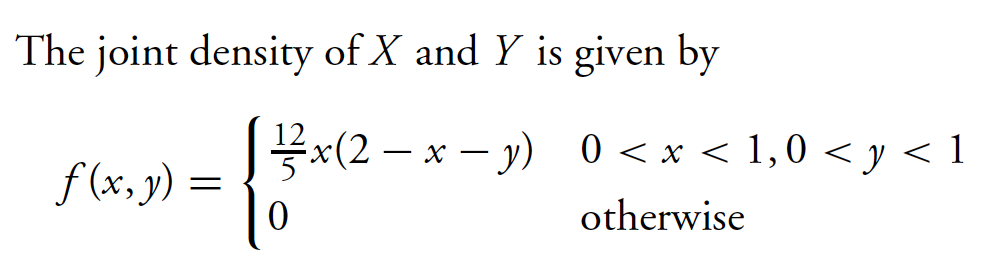 The joint density of X and Y is given by
f(x, y) = { 12/5 x(2 − x − y) 0 < x < 1, 0 < y < 1
0 otherwise